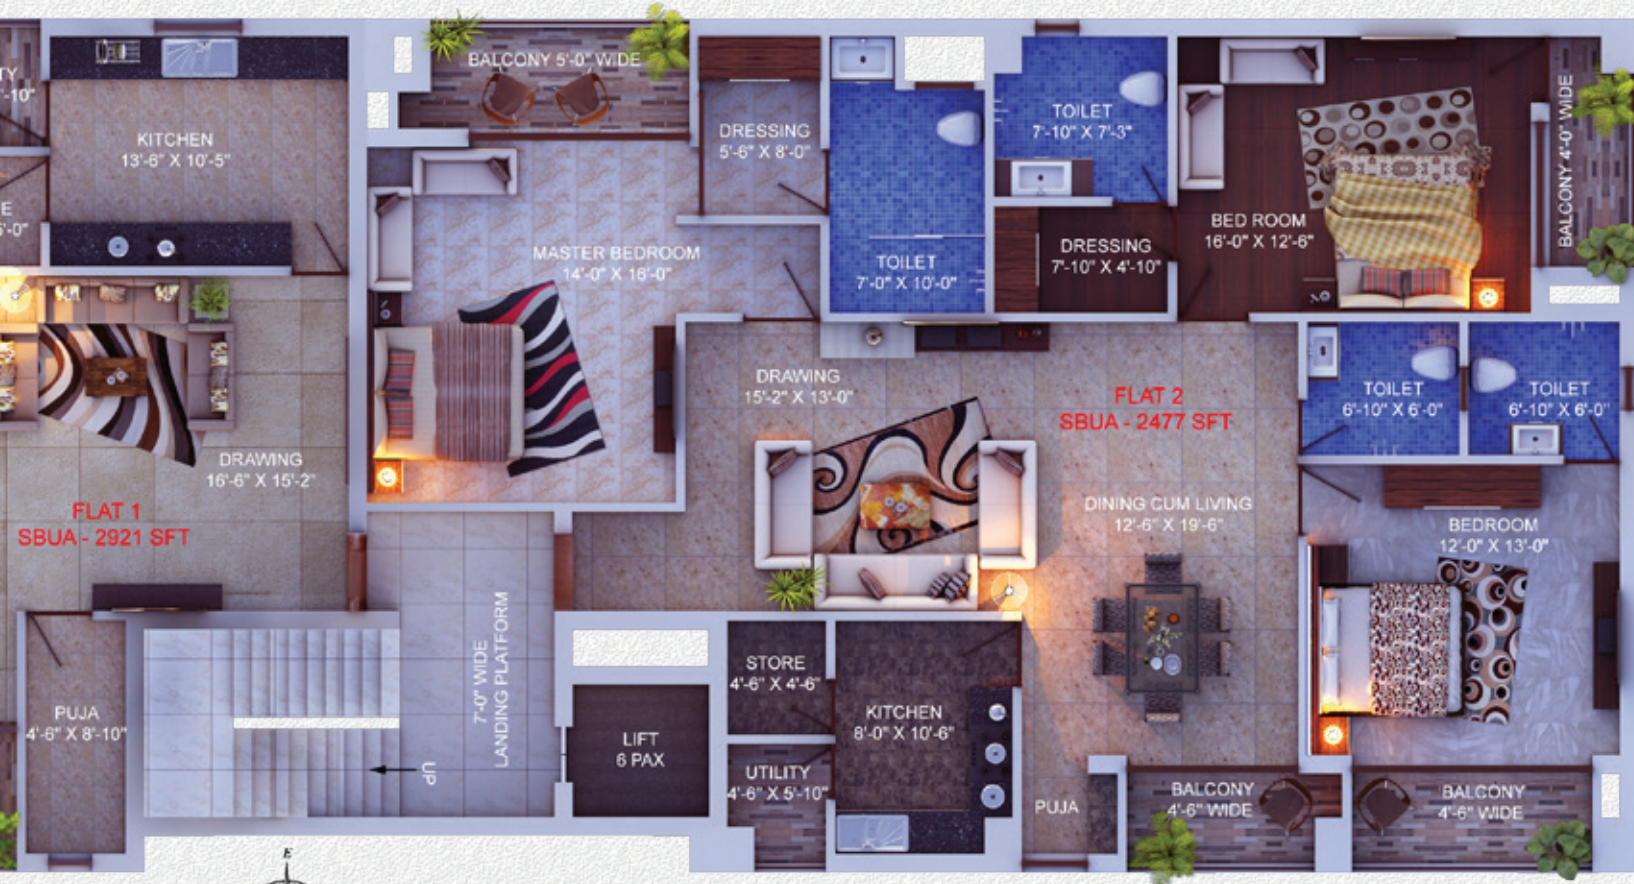 BALCONY 5'-0" WIDE
KITCHEN
13'-6" X 10'-5"
DRESSING
5'-6" X 8'-0"
TOILET
7'-10" X 7'-3"
BALCONY 4'-0" WIDE
BED ROOM
16'-0" X 12'-6"
DRESSING
7'-10" X 4'-10"
MASTER BEDROOM
14'-0" X 16'-0"
TOILET
7'-0" X 10'-0"
DRAWING
15'-2" X 13'-0"
FLAT 2
SBUA - 2477 SFT
TOILET
6'-10" X 6'-0"
TOILET
6'-10" X 6'-0"
DRAWING
16'-6" X 15'-2"
FLAT 1
SBUA - 2921 SFT
DINING CUM LIVING
12'-6" X 19'-6"
BEDROOM
12'-0" X 13'-0"
7'-0" WIDE
LANDING PLATFORM
PUJA
4'-6" X 8'-10"
UP
LIFT
6 PAX
STORE
4'-6" X 4'-6"
KITCHEN
8'-0" X 10'-6"
UTILITY
4'-6" X 5'-10"
PUJA
BALCONY
4'-6" WIDE
BALCONY
4'-6" WIDE
E